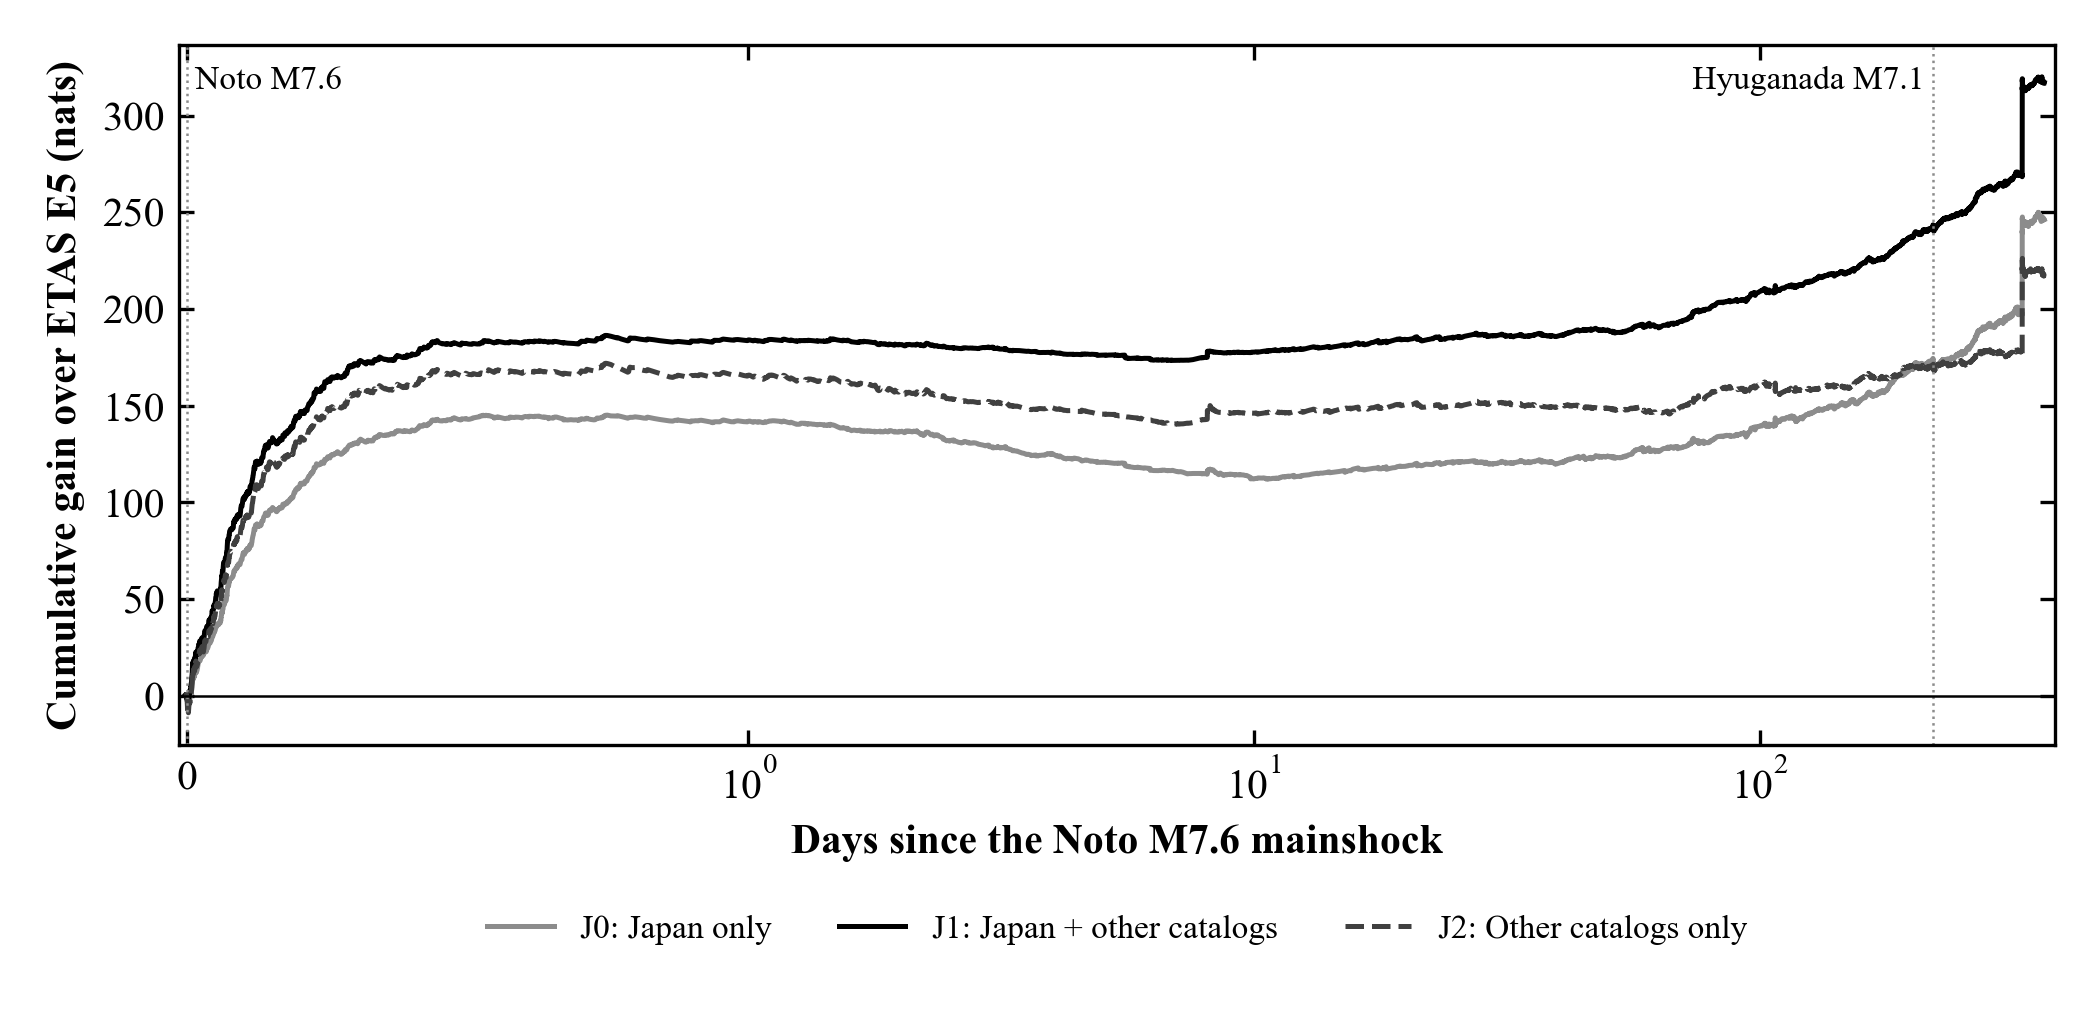 Noto M7.6
Hyuganada M7.1
Cumulative gain over ETAS E5 (nats)
300
250
200
150
100
50
0
0
10^0
10^1
10^2
Days since the Noto M7.6 mainshock
J0: Japan only
J1: Japan + other catalogs
J2: Other catalogs only